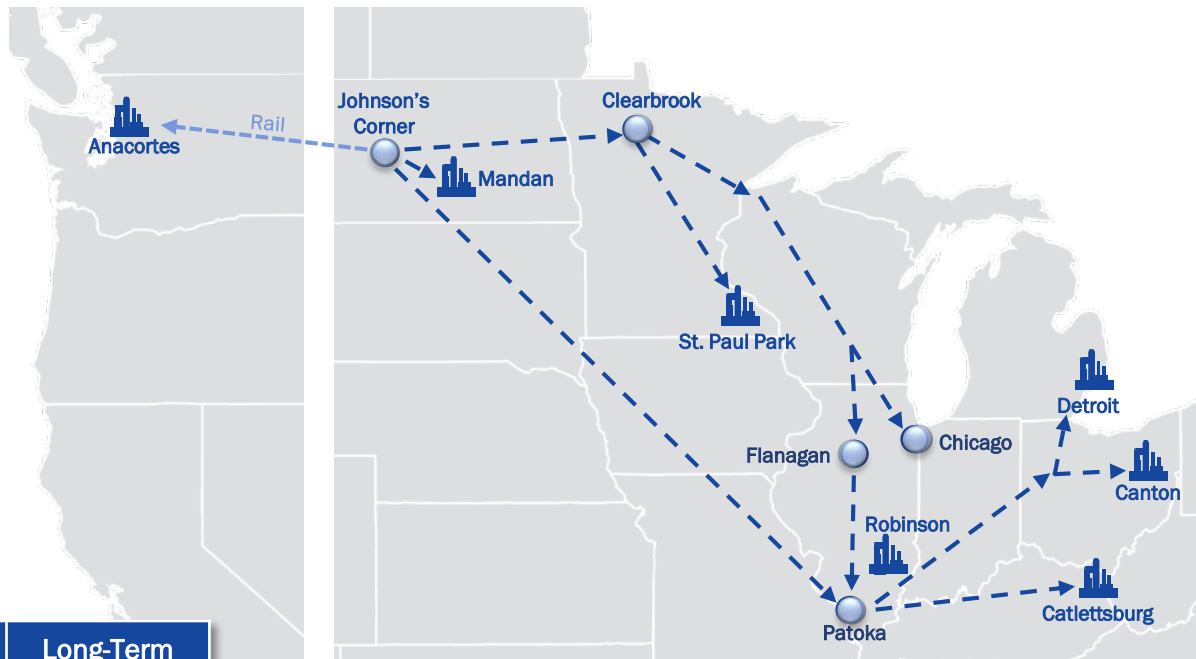 Johnson's
Corner
Clearbrook
Rail
Anacortes
Mandan
St. Paul Park
Detroit
Flanagan
Chicago
Canton
Robinson
Catlettsburg
Patoka
Long-Term